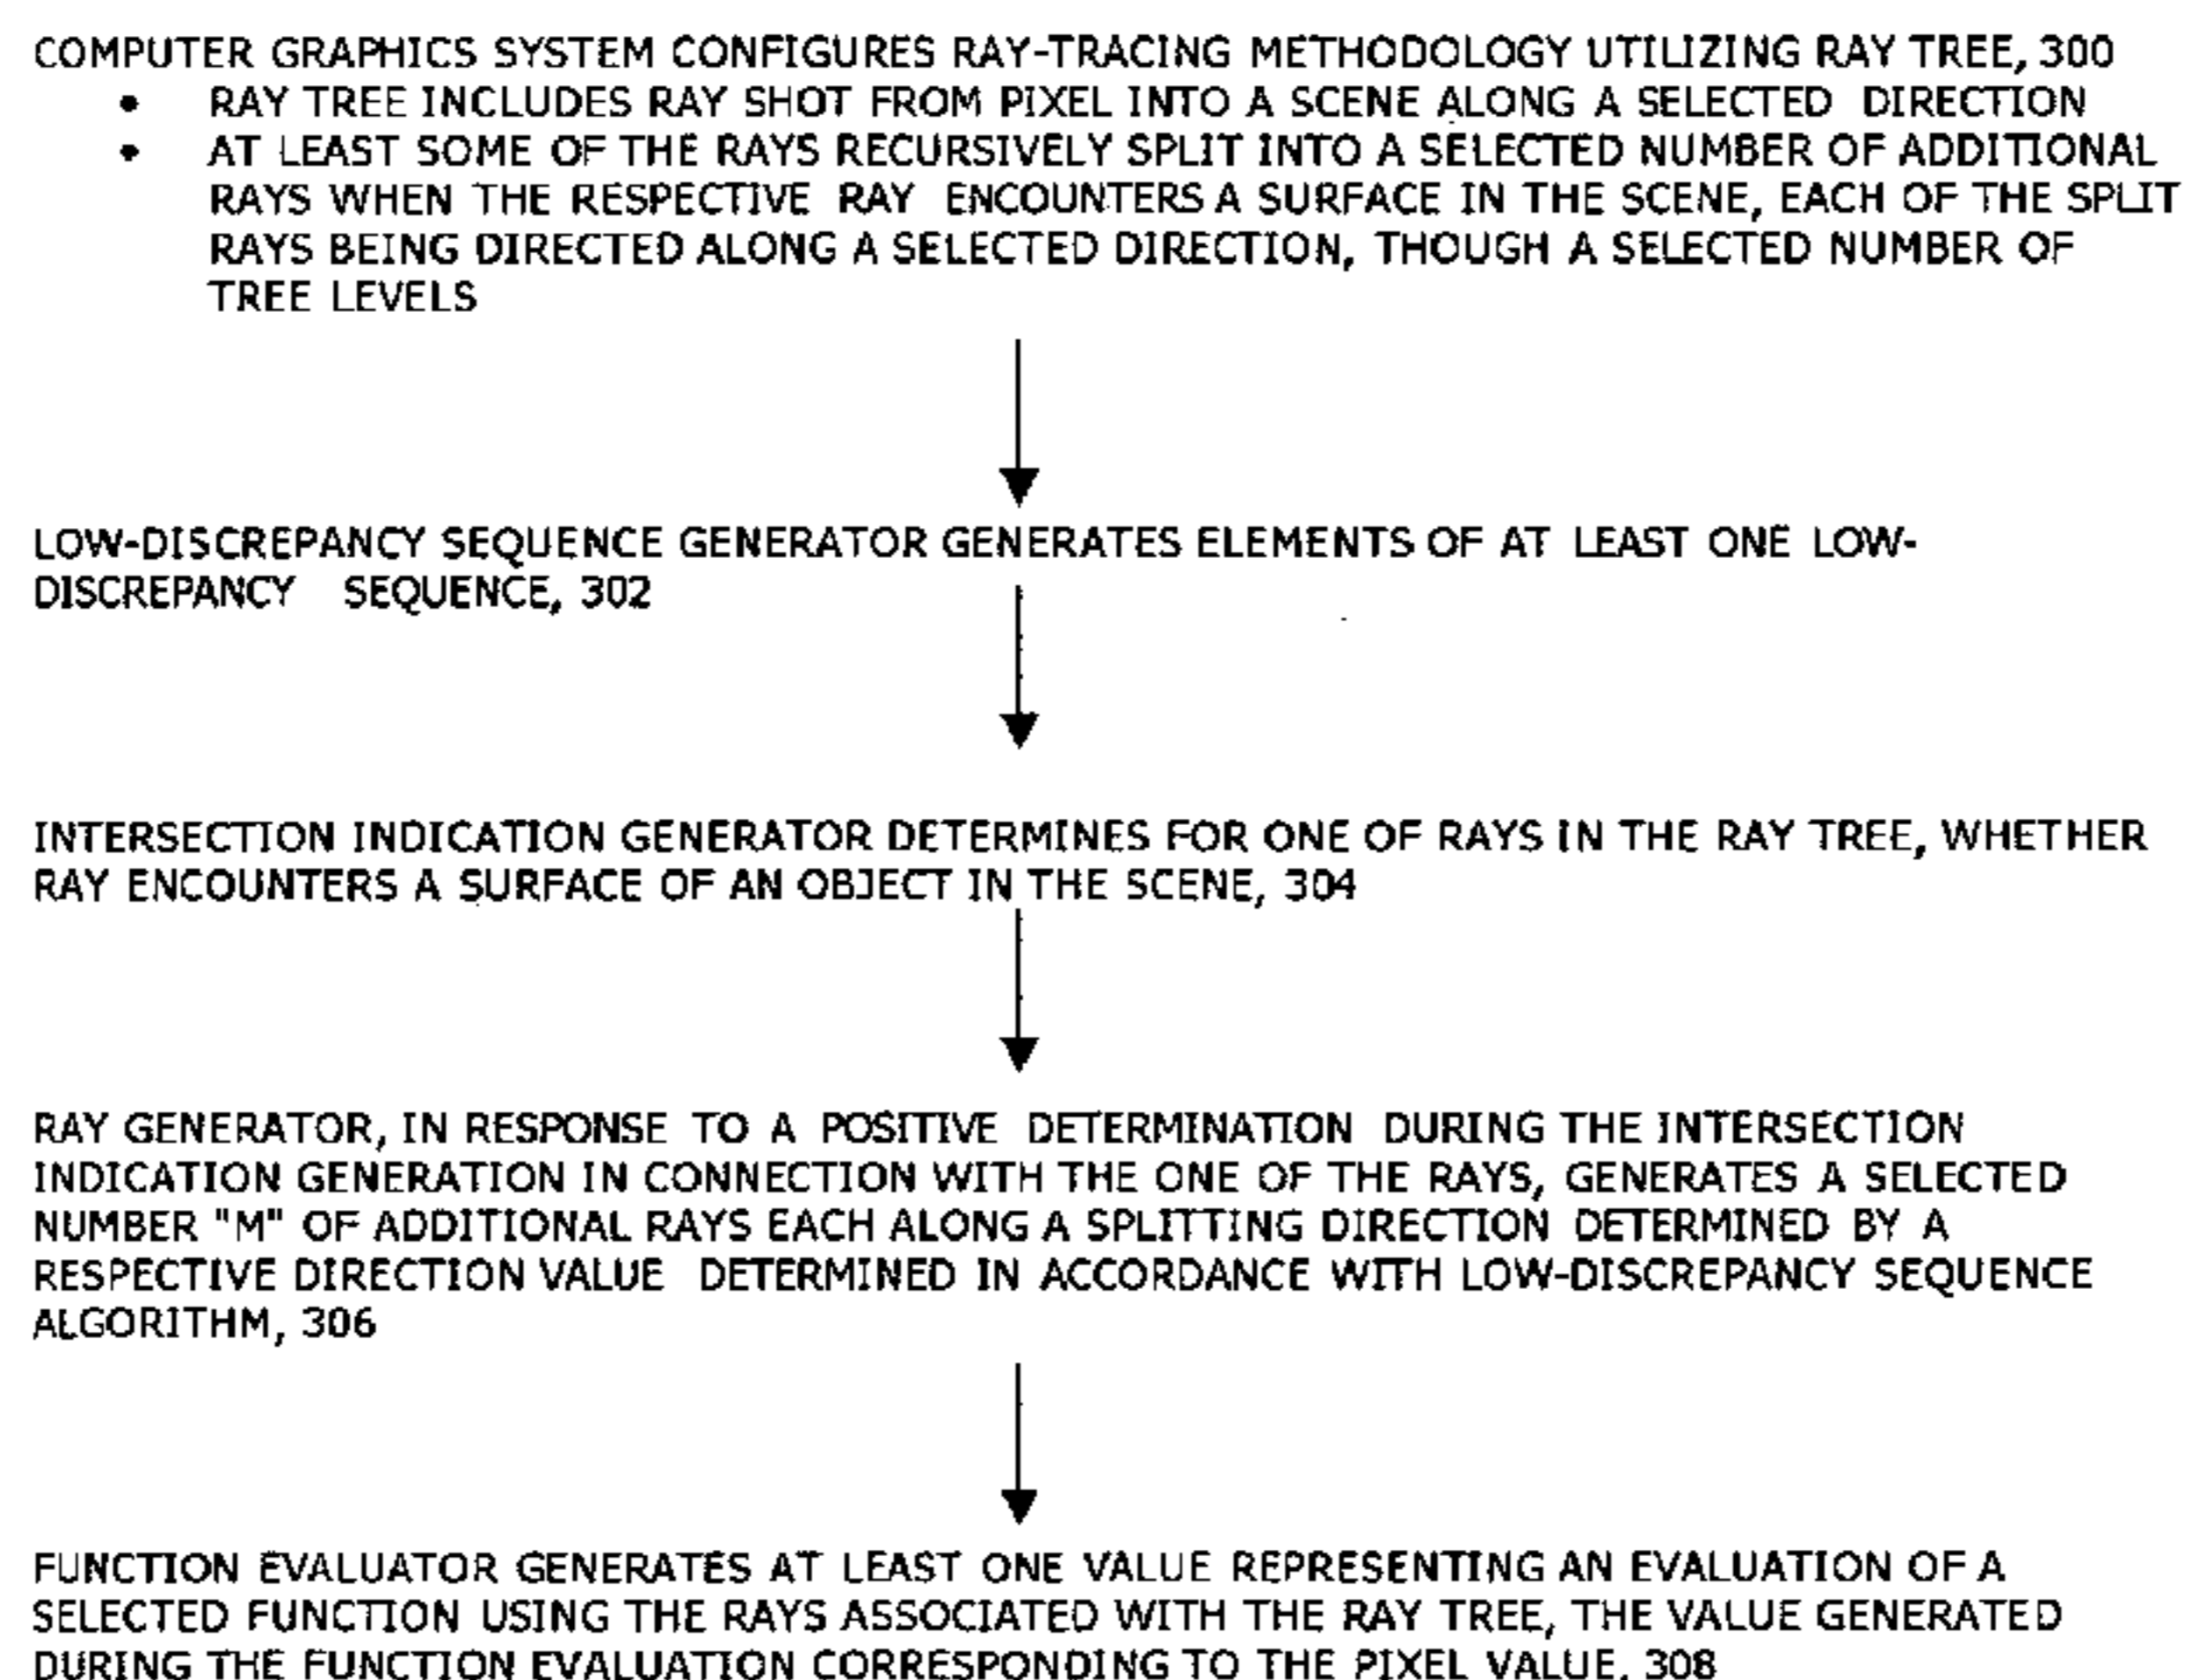 COMPUTER GRAPHICS SYSTEM CONFIGURES RAY-TRACING METHODOLOGY UTILIZING RAY TREE, 300
• RAY TREE INCLUDES RAY SHOT FROM PIXEL INTO A SCENE ALONG A SELECTED DIRECTION
• AT LEAST SOME OF THE RAYS RECURSIVELY SPLIT INTO A SELECTED NUMBER OF ADDITIONAL
RAYS WHEN THE RESPECTIVE RAY ENCOUNTERS A SURFACE IN THE SCENE, EACH OF THE SPLIT
RAYS BEING DIRECTED ALONG A SELECTED DIRECTION, THOUGH A SELECTED NUMBER OF
TREE LEVELS
LOW-DISCREPANCY SEQUENCE GENERATOR GENERATES ELEMENTS OF AT LEAST ONE LOW-
DISCREPANCY SEQUENCE, 302
INTERSECTION INDICATION GENERATOR DETERMINES FOR ONE OF RAYS IN THE RAY TREE, WHETHER
RAY ENCOUNTERS A SURFACE OF AN OBJECT IN THE SCENE, 304
RAY GENERATOR, IN RESPONSE TO A POSITIVE DETERMINATION DURING THE INTERSECTION
INDICATION GENERATION IN CONNECTION WITH THE ONE OF THE RAYS, GENERATES A SELECTED
NUMBER "M" OF ADDITIONAL RAYS EACH ALONG A SPLITTING DIRECTION DETERMINED BY A
RESPECTIVE DIRECTION VALUE DETERMINED IN ACCORDANCE WITH LOW-DISCREPANCY SEQUENCE
ALGORITHM, 306
FUNCTION EVALUATOR GENERATES AT LEAST ONE VALUE REPRESENTING AN EVALUATION OF A
SELECTED FUNCTION USING THE RAYS ASSOCIATED WITH THE RAY TREE, THE VALUE GENERATED
DURING THE FUNCTION EVALUATION CORRESPONDING TO THE PIXEL VALUE, 308